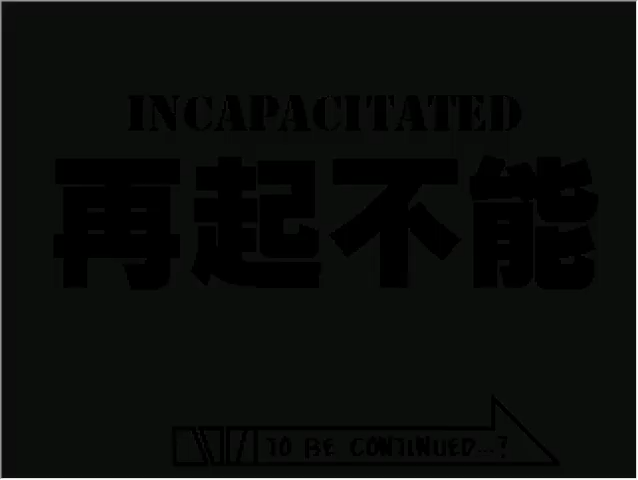 INCAPACITATED
再起不能
TO BE CONTINUED...?